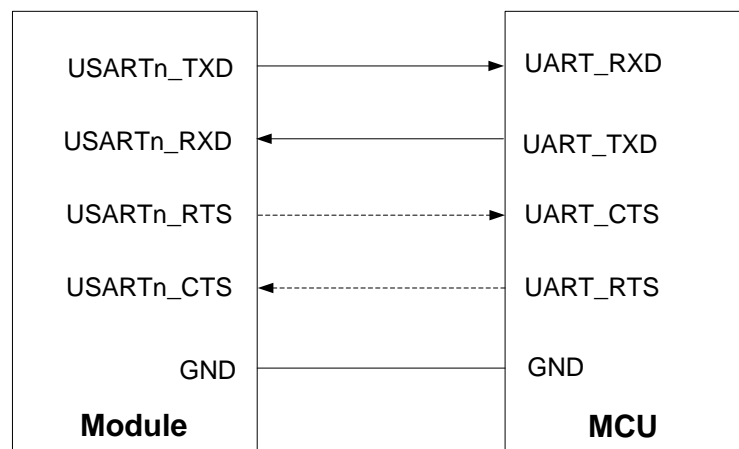 USARTn_TXD UART_RXD
USARTn_RXD UART_TXD
USARTn_RTS UART_CTS
USARTn_CTS UART_RTS
GND GND
Module MCU